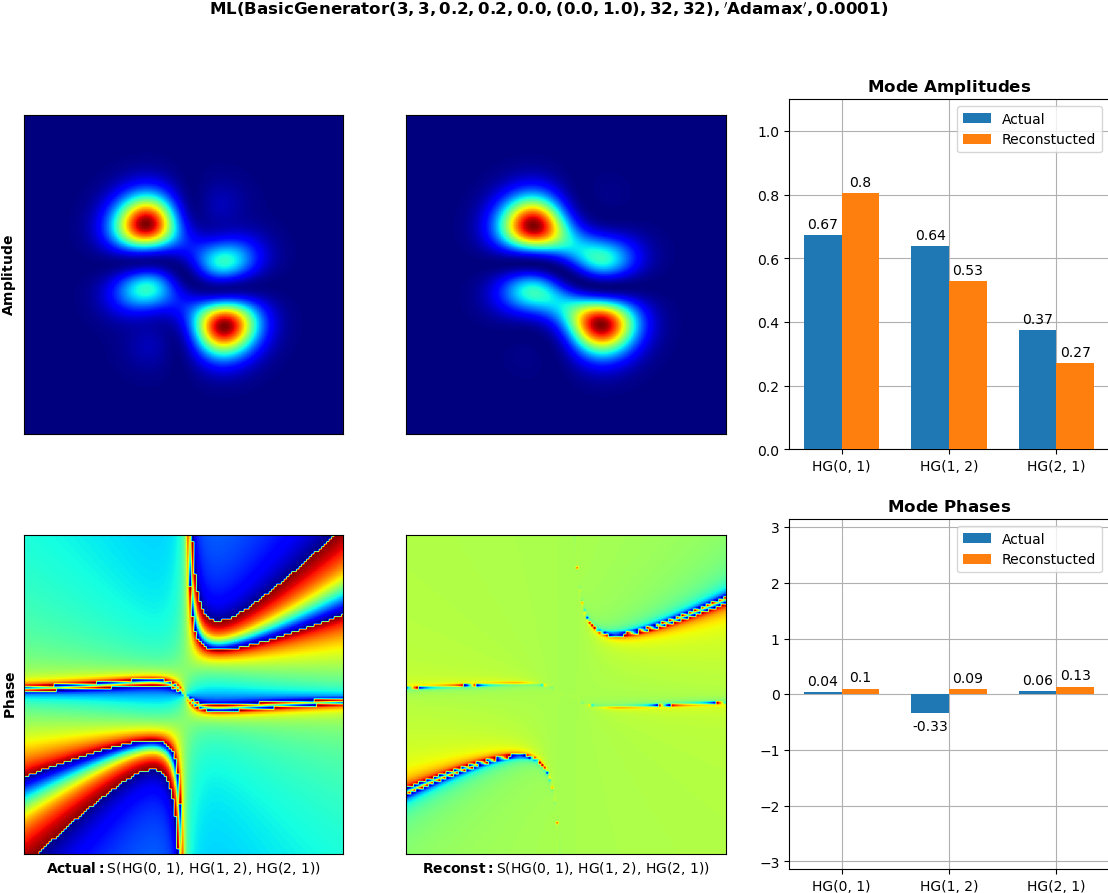 ML(BasicGenerator(3, 3, 0.2, 0.2, 0.0, (0.0, 1.0), 32, 32), 'Adamax', 0.0001)
Amplitude
Mode Amplitudes
Actual
Reconstucted
1.0
0.8
0.6
0.4
0.2
0.0
0.67
0.8
0.64
0.53
0.37
0.27
HG(0, 1)
HG(1, 2)
HG(2, 1)
Phase
Actual: S(HG(0, 1), HG(1, 2), HG(2, 1))
Reconst: S(HG(0, 1), HG(1, 2), HG(2, 1))
Mode Phases
Actual
Reconstucted
3
2
1
0
−1
−2
−3
0.04
0.1
-0.33
0.09
0.06
0.13
HG(0, 1)
HG(1, 2)
HG(2, 1)